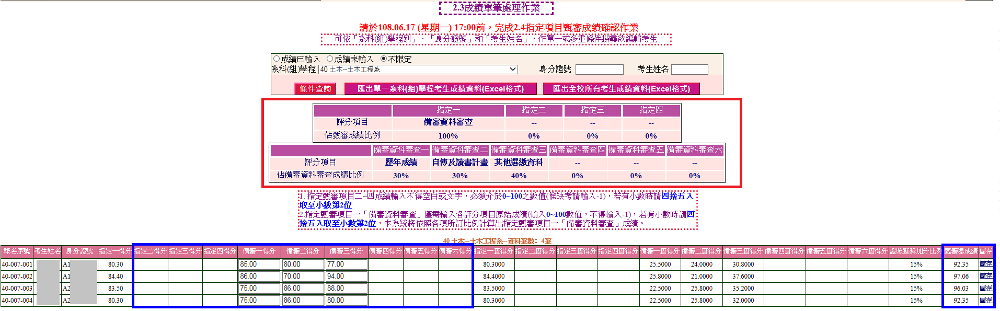 2.3成績單筆處理作業
請於108.06.17 (星期一) 17:00前，完成2.4指定項目甄審成績確認作業
可依「系科(組)學程別」、「身分證號」和「考生姓名」，作單一或多重條件搜尋欲編輯考生
成績已輸入 成績未輸入 不限定
系科(組)學程 40 土木--土木工程系 身分證號 考生姓名
條件查詢 匯出單一系科(組)學程考生成績資料(Excel格式) 匯出全校所有考生成績資料(Excel格式)
指定一 指定二 指定三 指定四
評分項目 備審資料審查 -- -- --
佔甄審成績比例 100% 0% 0% 0%
備審資料審查一 備審資料審查二 備審資料審查三 備審資料審查四 備審資料審查五 備審資料審查六
評分項目 歷年成績 自傳及讀書計畫 其他選繳資料 -- -- --
佔備審資料審查成績比例 30% 30% 40% 0% 0% 0%
1. 指定甄審項目二~四成績輸入不得空白或文字，必須介於0~100之數值(惟缺考請輸入-1)，若有小數時請四捨五入
取至小數第2位
2.指定甄審項目一「備審資料審查」僅需輸入各評分項目原始成績(輸入0~100數值，不得輸入-1)，若有小數時請四
捨五入取至小數第2位，本系統將依照各項所訂比例計算出指定甄審項目一「備審資料審查」成績。
40 土木--土木工程系--資料筆數: 4筆
報名序號 考生姓名 身分證號 指定一得分 指定二得分 指定三得分 指定四得分 備審一得分 備審二得分 備審三得分 備審四得分 備審五得分 備審六得分 指定一實得分 指定二實得分 指定三實得分 指定四實得分 備審一實得分 備審二實得分 備審三實得分 備審四實得分 備審五實得分 備審六實得分 證照獲獎加分比例 甄審總成績 儲存
40-007-001 A1 80.30 85.00 80.00 77.00 80.3000 25.5000 24.0000 30.8000 15% 92.35 儲存
40-007-002 A1 84.40 86.00 70.00 94.00 84.4000 25.8000 21.0000 37.6000 15% 97.06 儲存
40-007-003 A2 83.50 75.00 86.00 88.00 83.5000 22.5000 25.8000 35.2000 15% 96.03 儲存
40-007-004 A2 80.30 75.00 86.00 80.00 80.3000 22.5000 25.8000 32.0000 15% 92.35 儲存